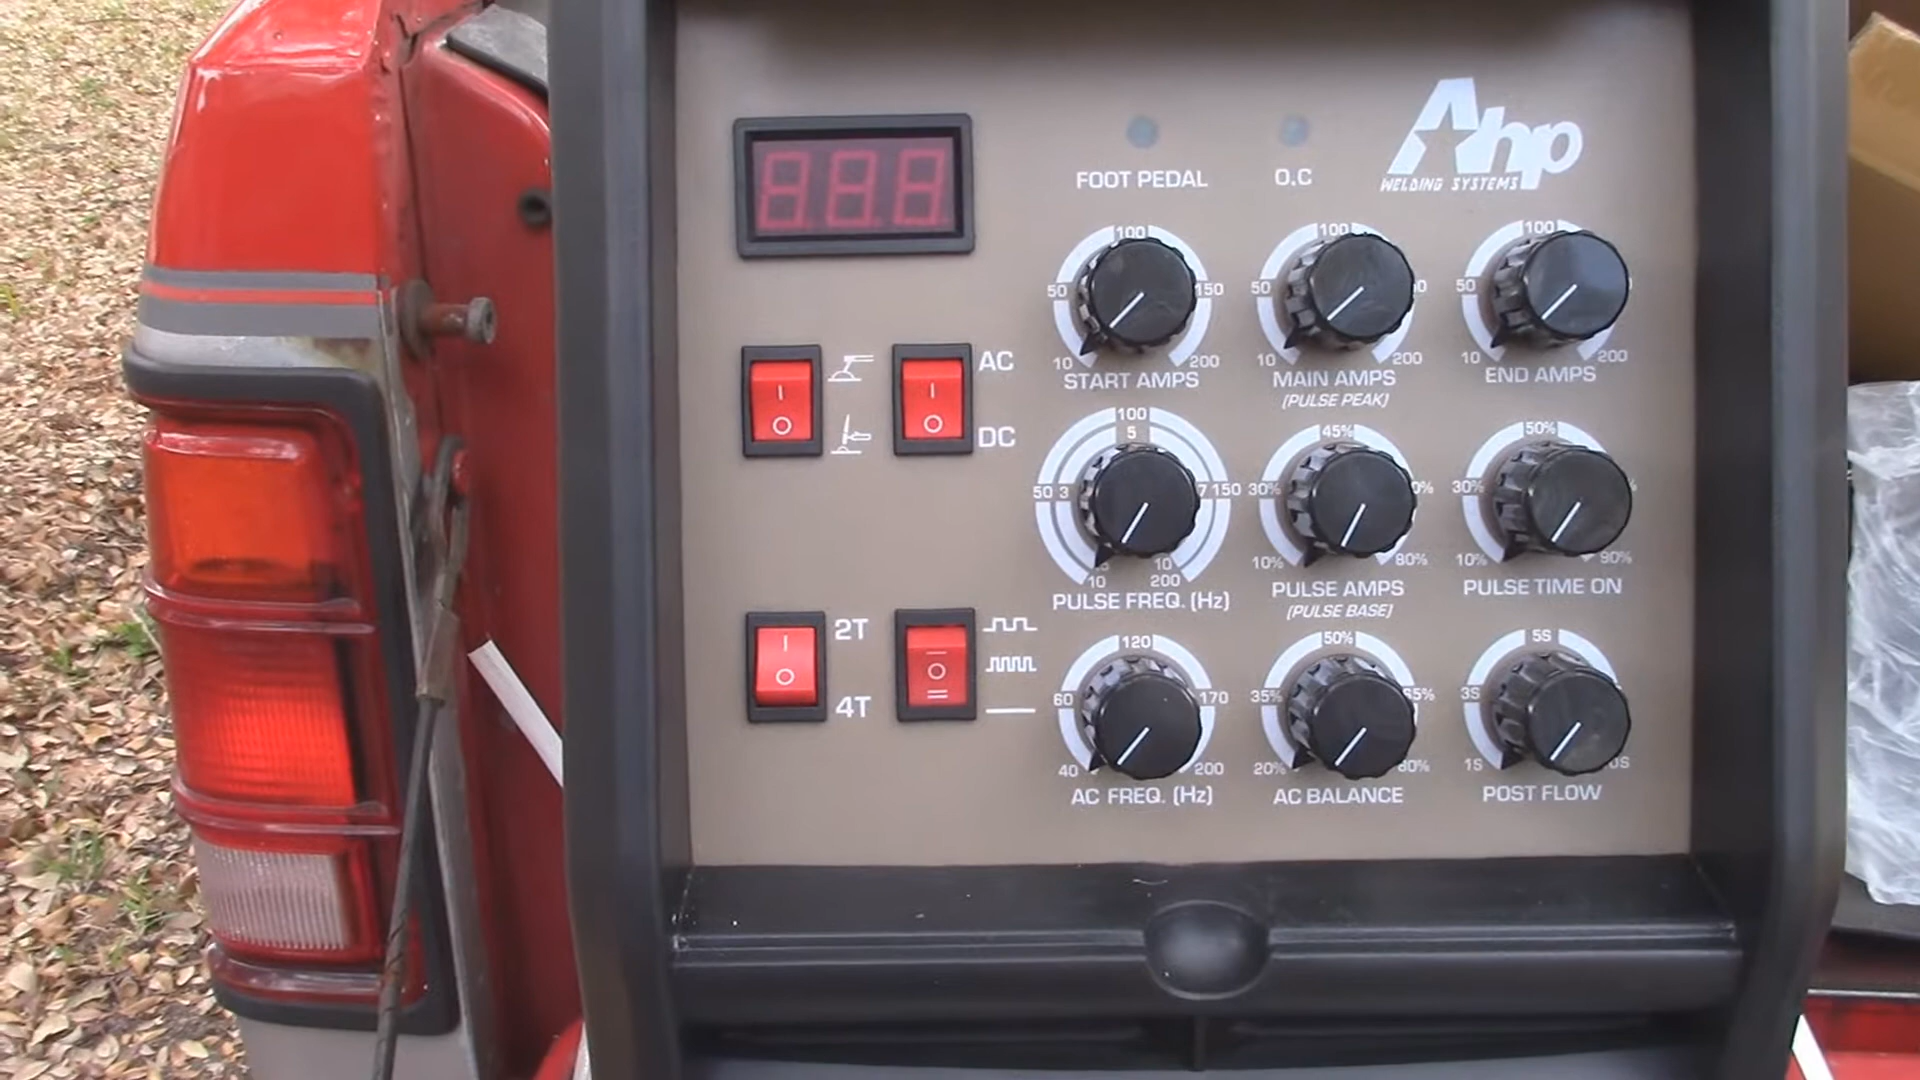 Ahp
WELDING SYSTEMS
FOOT PEDAL
O.C
AC
DC
2T
4T
100
50
150
10
200
START AMPS
100
50
10
200
MAIN AMPS
(PULSE PEAK)
100
50
10
200
END AMPS
100
5
50 3
7 150
10
10
200
PULSE FREQ. (Hz)
45%
30%
10%
80%
PULSE AMPS
(PULSE BASE)
50%
30%
10%
90%
PULSE TIME ON
120
60
170
40
200
AC FREQ. (Hz)
50%
35%
65%
20%
80%
AC BALANCE
5S
3S
1S
POST FLOW